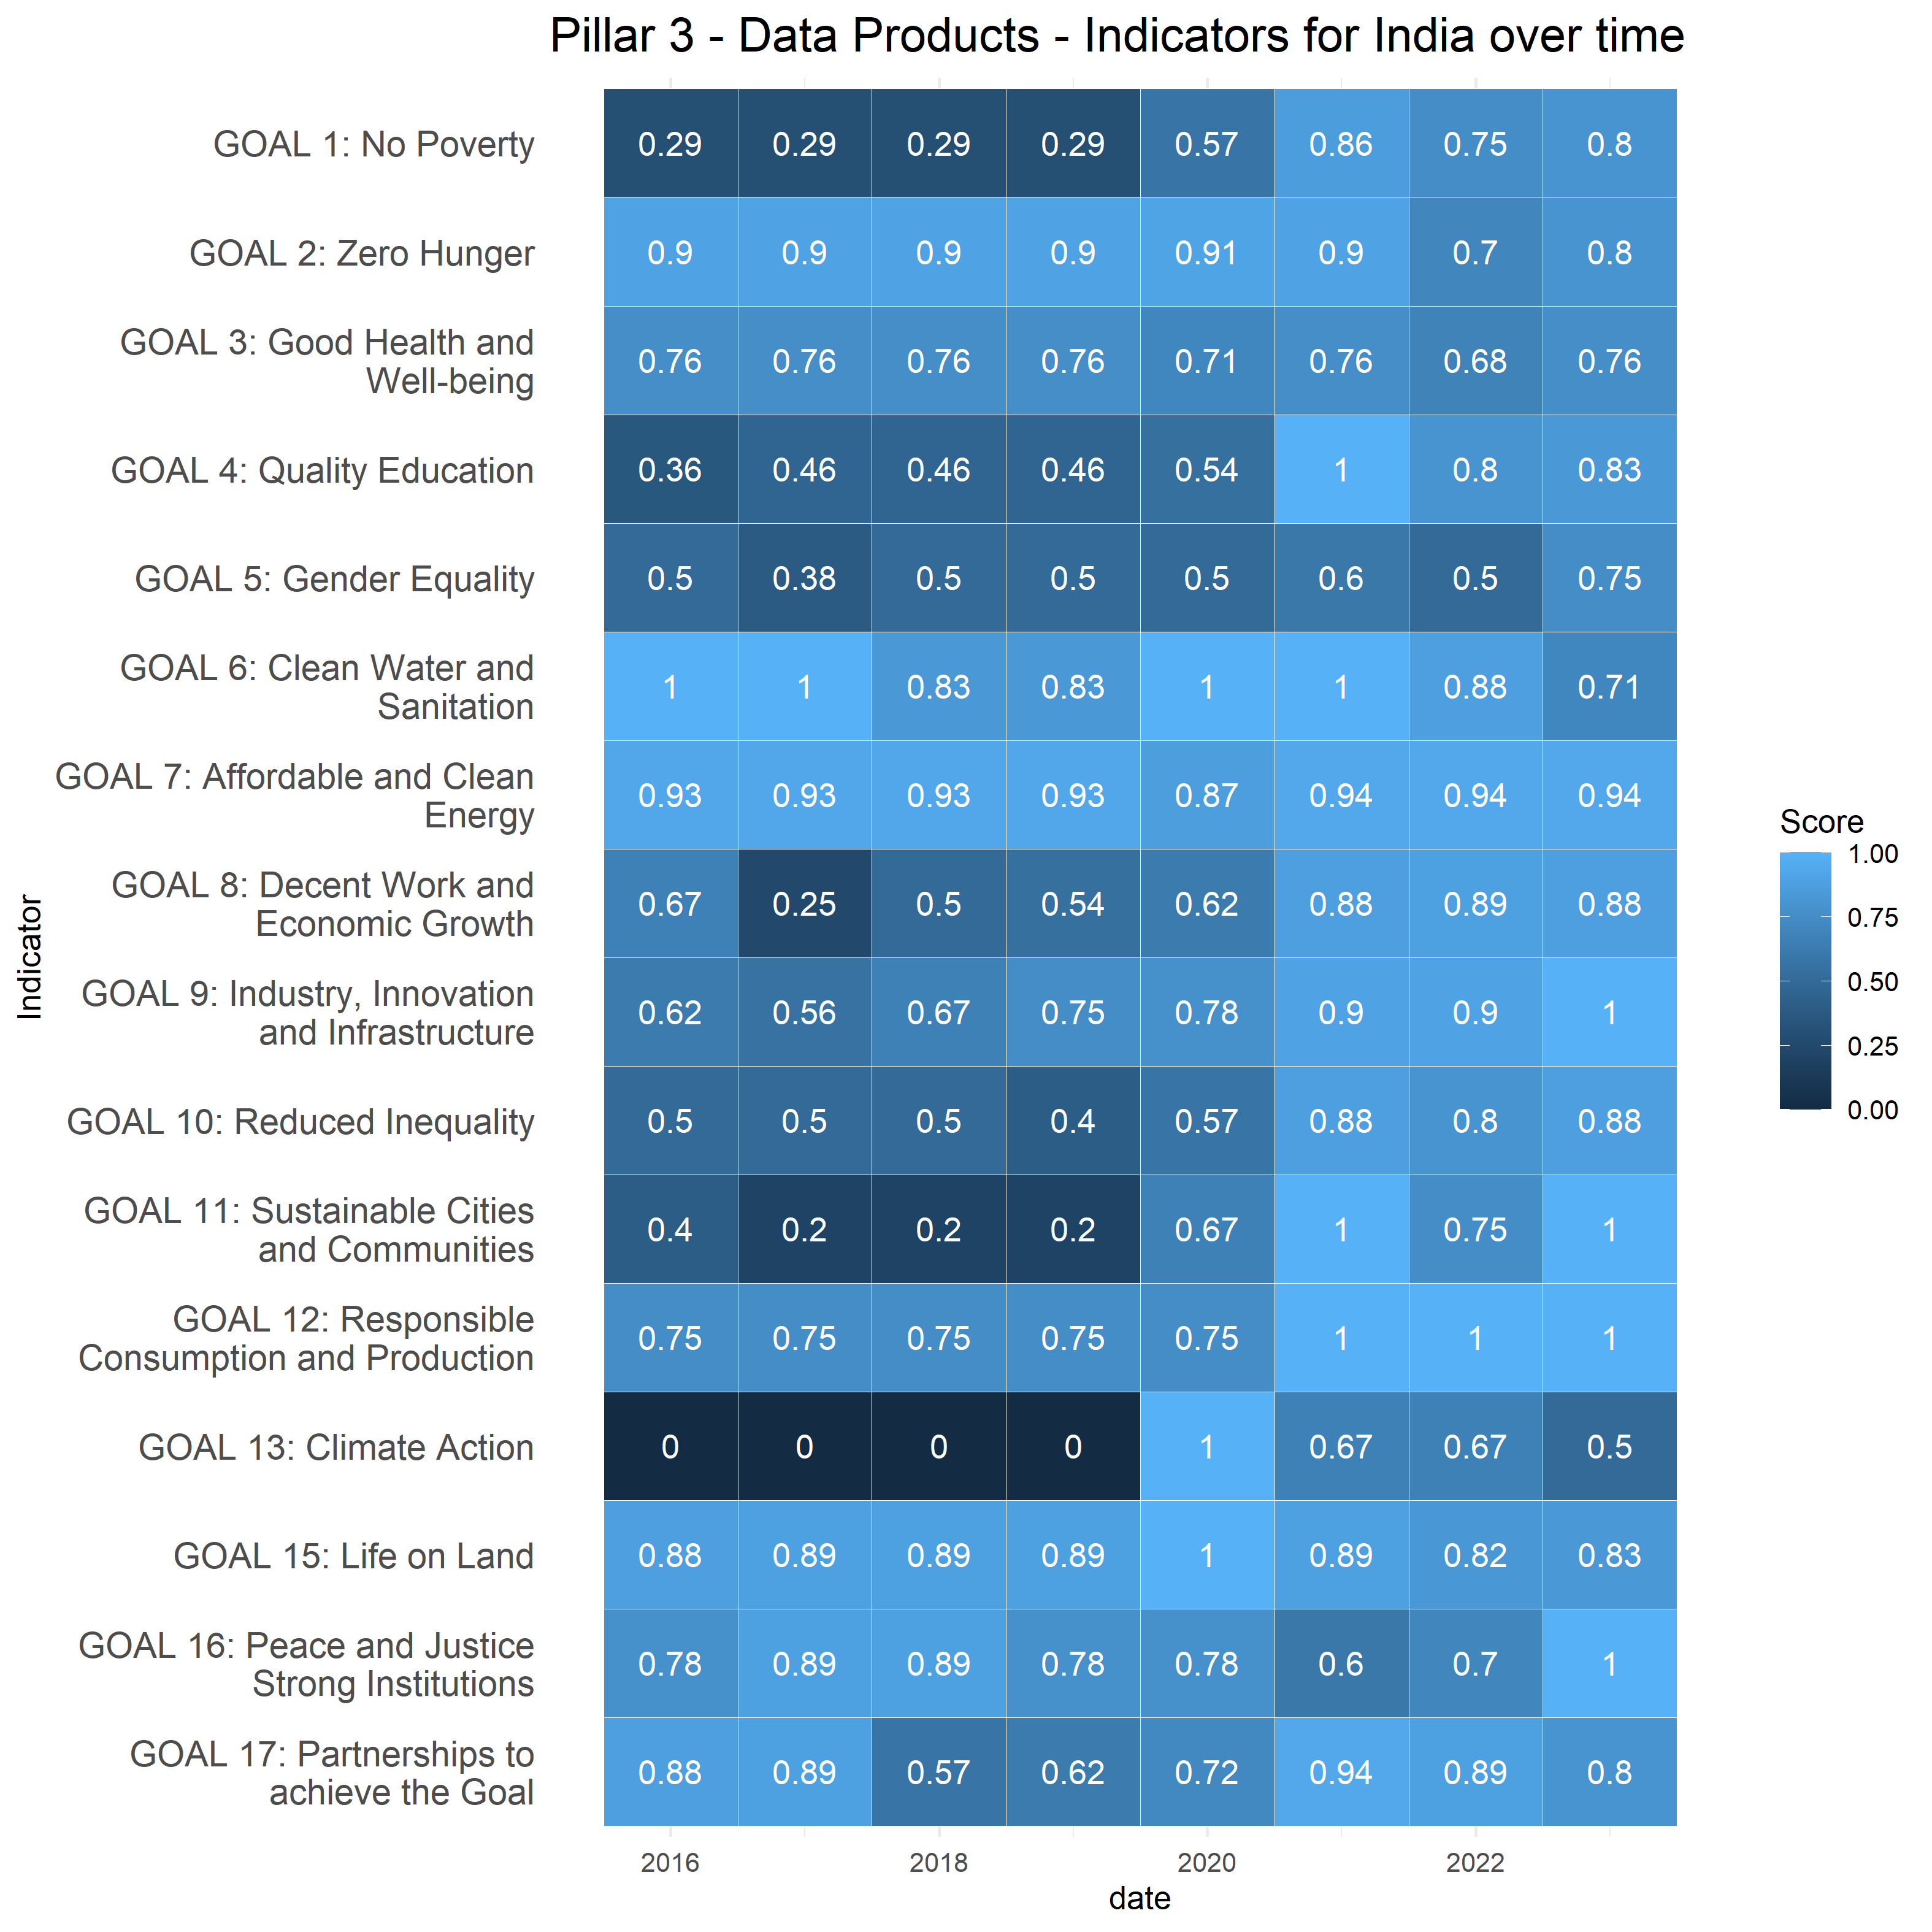 Pillar 3 - Data Products - Indicators for India over time
GOAL 1: No Poverty
0.29 0.29 0.29 0.29 0.57 0.86 0.75 0.8
GOAL 2: Zero Hunger
0.9 0.9 0.9 0.9 0.91 0.9 0.7 0.8
GOAL 3: Good Health and
Well-being
0.76 0.76 0.76 0.76 0.71 0.76 0.68 0.76
GOAL 4: Quality Education
0.36 0.46 0.46 0.46 0.54 1 0.8 0.83
GOAL 5: Gender Equality
0.5 0.38 0.5 0.5 0.5 0.6 0.5 0.75
GOAL 6: Clean Water and
Sanitation
1 1 0.83 0.83 1 1 0.88 0.71
GOAL 7: Affordable and Clean
Energy
0.93 0.93 0.93 0.93 0.87 0.94 0.94 0.94
GOAL 8: Decent Work and
Economic Growth
0.67 0.25 0.5 0.54 0.62 0.88 0.89 0.88
GOAL 9: Industry, Innovation
and Infrastructure
0.62 0.56 0.67 0.75 0.78 0.9 0.9 1
GOAL 10: Reduced Inequality
0.5 0.5 0.5 0.4 0.57 0.88 0.8 0.88
GOAL 11: Sustainable Cities
and Communities
0.4 0.2 0.2 0.2 0.67 1 0.75 1
GOAL 12: Responsible
Consumption and Production
0.75 0.75 0.75 0.75 0.75 1 1 1
GOAL 13: Climate Action
0 0 0 0 1 0.67 0.67 0.5
GOAL 15: Life on Land
0.88 0.89 0.89 0.89 1 0.89 0.82 0.83
GOAL 16: Peace and Justice
Strong Institutions
0.78 0.89 0.89 0.78 0.78 0.6 0.7 1
GOAL 17: Partnerships to
achieve the Goal
0.88 0.89 0.57 0.62 0.72 0.94 0.89 0.8
2016 2018 2020 2022
date
Indicator
Score
1.00
0.75
0.50
0.25
0.00